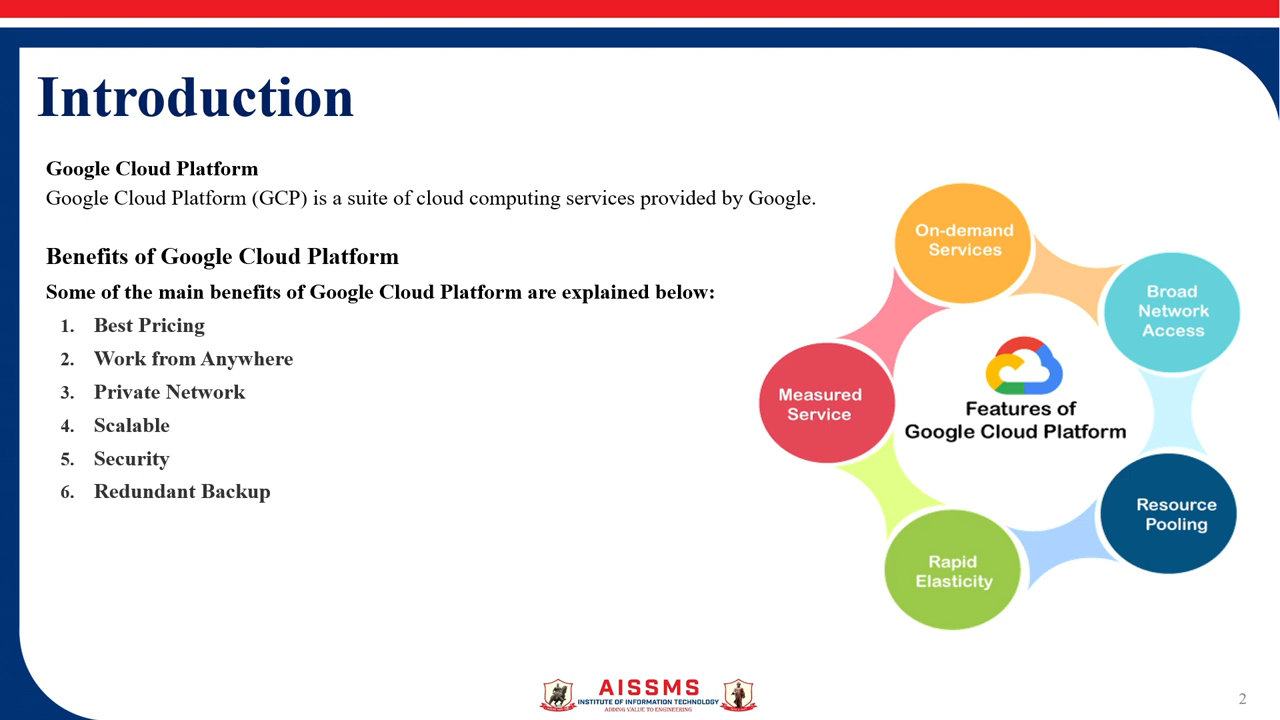 Introduction
Google Cloud Platform
Google Cloud Platform (GCP) is a suite of cloud computing services provided by Google.
Benefits of Google Cloud Platform
Some of the main benefits of Google Cloud Platform are explained below:
1. Best Pricing
2. Work from Anywhere
3. Private Network
4. Scalable
5. Security
6. Redundant Backup
On-demand
Services
Broad
Network
Access
Measured
Service
Features of
Google Cloud Platform
Resource
Pooling
Rapid
Elasticity
AISSMS
INSTITUTE OF INFORMATION TECHNOLOGY
ADDING VALUE TO ENGINEERING
2